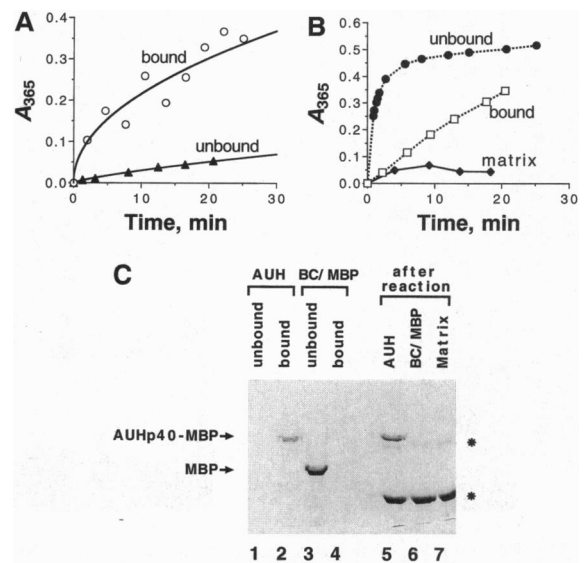 A
A365
0.4
0.3
0.2
0.1
0.0
bound
unbound
0
10
20
30
Time, min
B
A365
0.6
0.5
0.4
0.3
0.2
0.1
0.0
unbound
bound
matrix
0
10
20
30
Time, min
C
AUH
BC/MBP
after
reaction
unbound
bound
unbound
bound
AUH
BC/MBP
Matrix
AUHp40-MBP
MBP
*
*
1 2 3 4 5 6 7